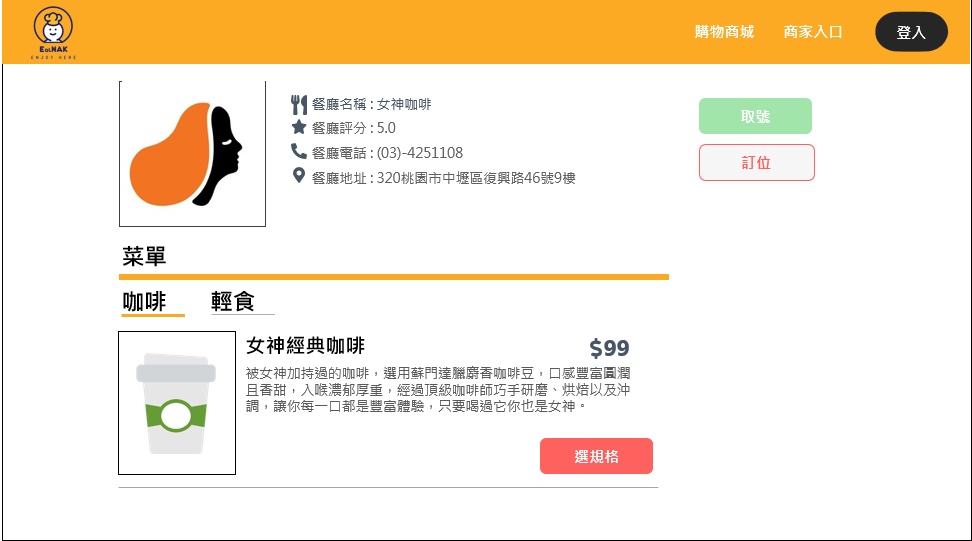 EatNAK
ENJOY HERE
購物商城
商家入口
登入
餐廳名稱 : 女神咖啡
餐廳評分 : 5.0
餐廳電話 : (03)-4251108
餐廳地址 : 320桃園市中壢區復興路46號9樓
取號
訂位
菜單
咖啡
輕食
女神經典咖啡
$99
被女神加持過的咖啡，選用蘇門達臘麝香咖啡豆，口感豐富圓潤
且香甜，入喉濃郁厚重，經過頂級咖啡師巧手研磨、烘焙以及沖
調，讓你每一口都是豐富體驗，只要喝過它你也是女神。
選規格